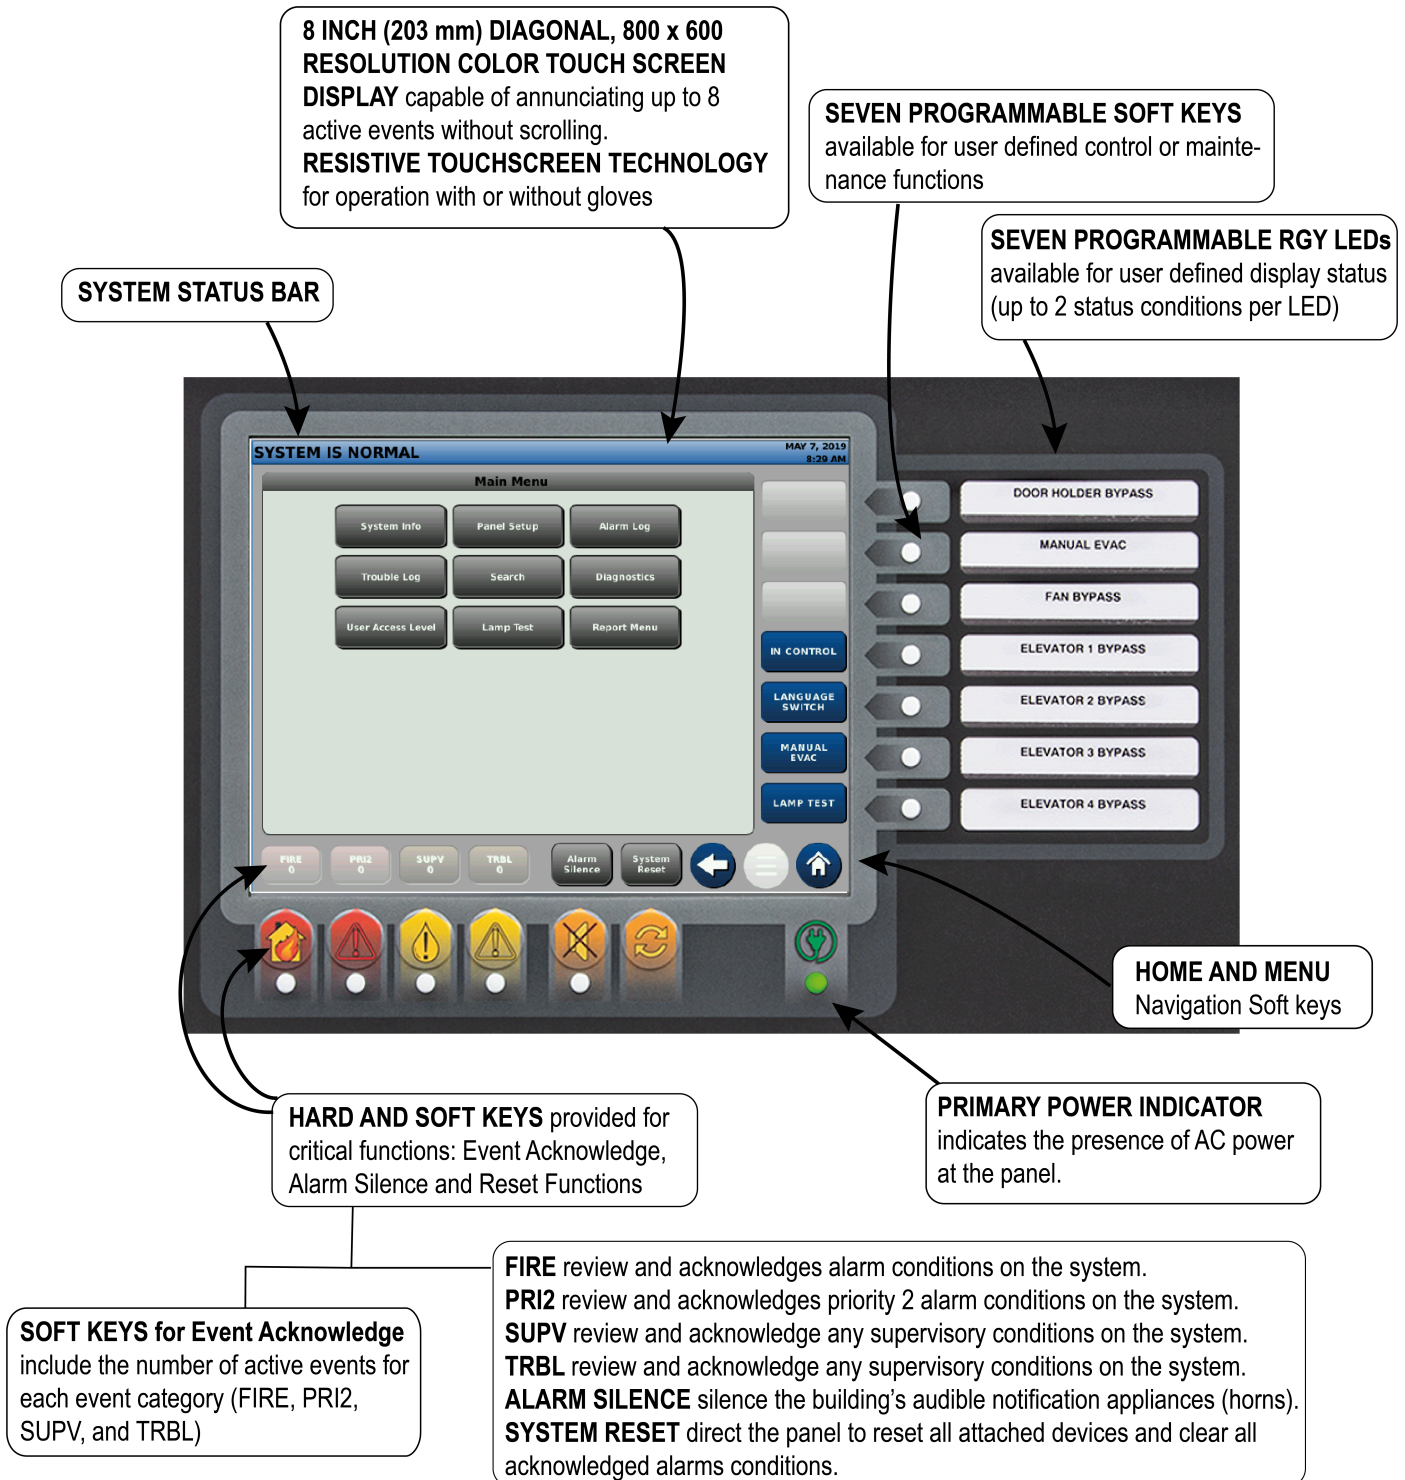 8 INCH (203 mm) DIAGONAL, 800 x 600
RESOLUTION COLOR TOUCH SCREEN
DISPLAY capable of annunciating up to 8
active events without scrolling.
RESISTIVE TOUCHSCREEN TECHNOLOGY
for operation with or without gloves
SEVEN PROGRAMMABLE SOFT KEYS
available for user defined control or mainte-
nance functions
SEVEN PROGRAMMABLE RGY LEDs
available for user defined display status
(up to 2 status conditions per LED)
SYSTEM STATUS BAR
SYSTEM IS NORMAL
MAY 7, 2019
8:29 AM
Main Menu
System Info
Panel Setup
Alarm Log
Trouble Log
Search
Diagnostics
User Access Level
Lamp Test
Report Menu
IN CONTROL
LANGUAGE
SWITCH
MANUAL
EVAC
LAMP TEST
DOOR HOLDER BYPASS
MANUAL EVAC
FAN BYPASS
ELEVATOR 1 BYPASS
ELEVATOR 2 BYPASS
ELEVATOR 3 BYPASS
ELEVATOR 4 BYPASS
FIRE
0
PRI2
0
SUPV
0
TRBL
0
Alarm
Silence
System
Reset
HOME AND MENU
Navigation Soft keys
HARD AND SOFT KEYS provided for
critical functions: Event Acknowledge,
Alarm Silence and Reset Functions
PRIMARY POWER INDICATOR
indicates the presence of AC power
at the panel.
SOFT KEYS for Event Acknowledge
include the number of active events for
each event category (FIRE, PRI2,
SUPV, and TRBL)
FIRE review and acknowledges alarm conditions on the system.
PRI2 review and acknowledges priority 2 alarm conditions on the system.
SUPV review and acknowledge any supervisory conditions on the system.
TRBL review and acknowledge any supervisory conditions on the system.
ALARM SILENCE silence the building's audible notification appliances (horns).
SYSTEM RESET direct the panel to reset all attached devices and clear all
acknowledged alarms conditions.